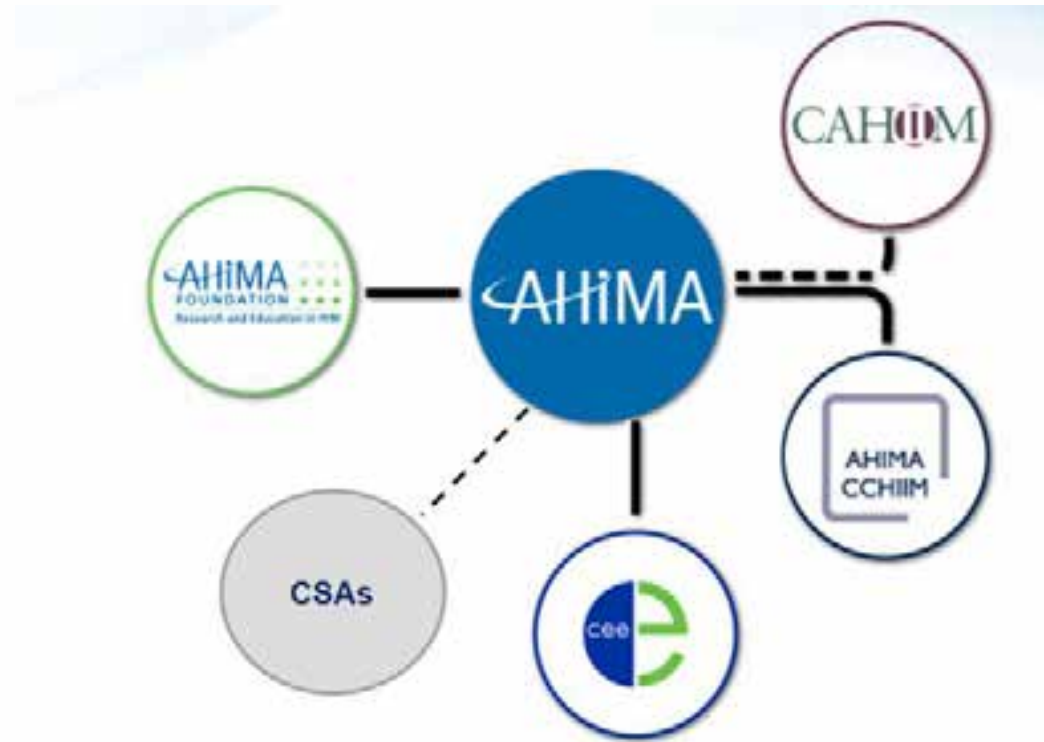 CAHIIM
AHIMA
FOUNDATION
Research and Education in HIM
AHIMA
AHIMA
CCHIIM
CSAs
cee
e